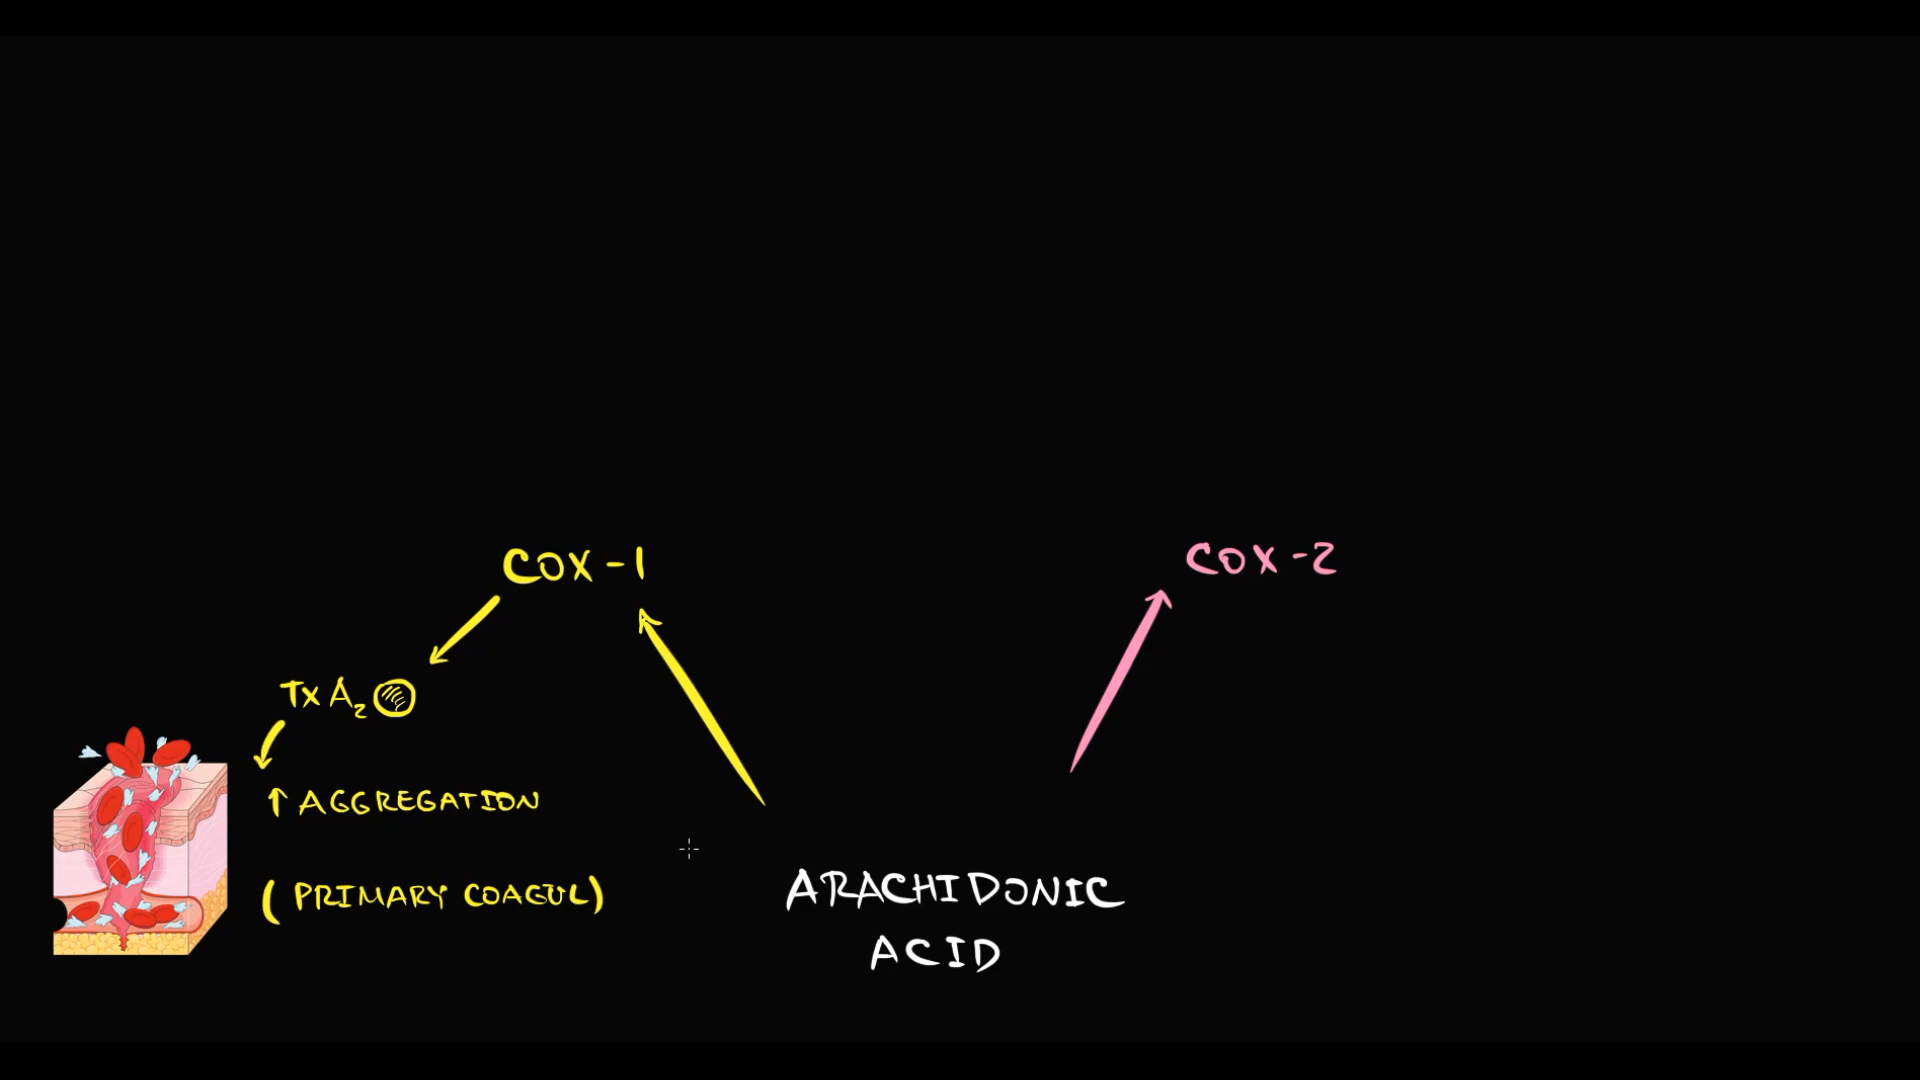 COX-1
COX-2
TxA₂
↑ AGGREGATION
(PRIMARY COAGUL)
ARACHIDONIC
ACID